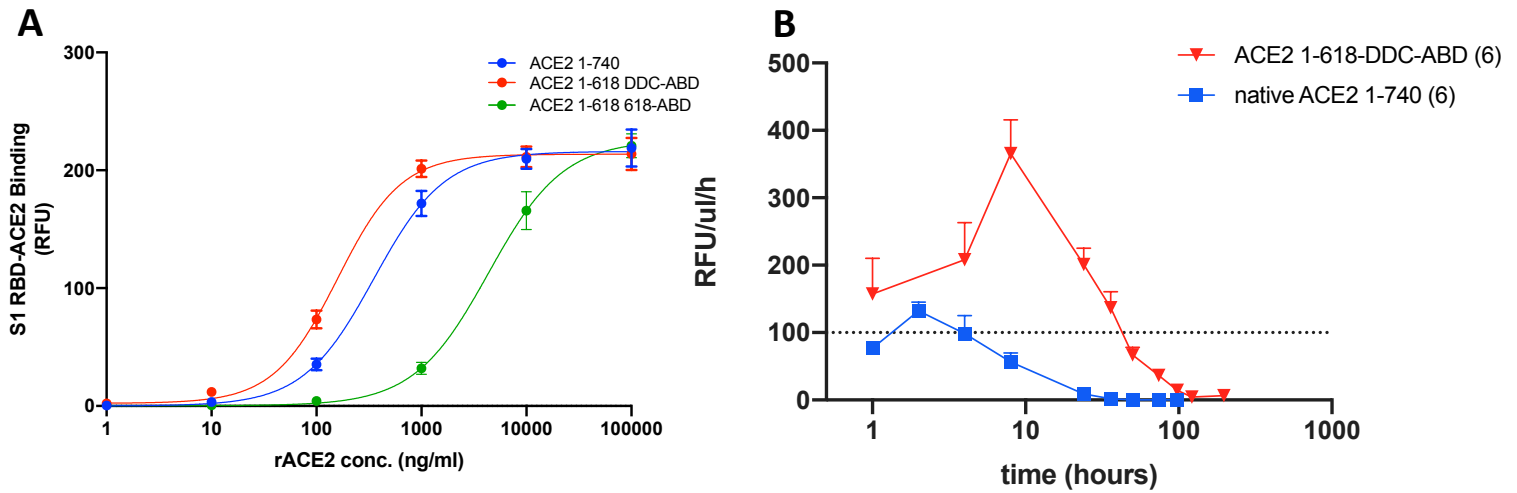 A
300
200
100
0
S1 RBD-ACE2 Binding
(RFU)
1
10
100
1000
10000
100000
rACE2 conc. (ng/ml)
ACE2 1-740
ACE2 1-618 DDC-ABD
ACE2 1-618 618-ABD
B
500
400
300
200
100
0
RFU/ul/h
1
10
100
1000
time (hours)
ACE2 1-618-DDC-ABD (6)
native ACE2 1-740 (6)